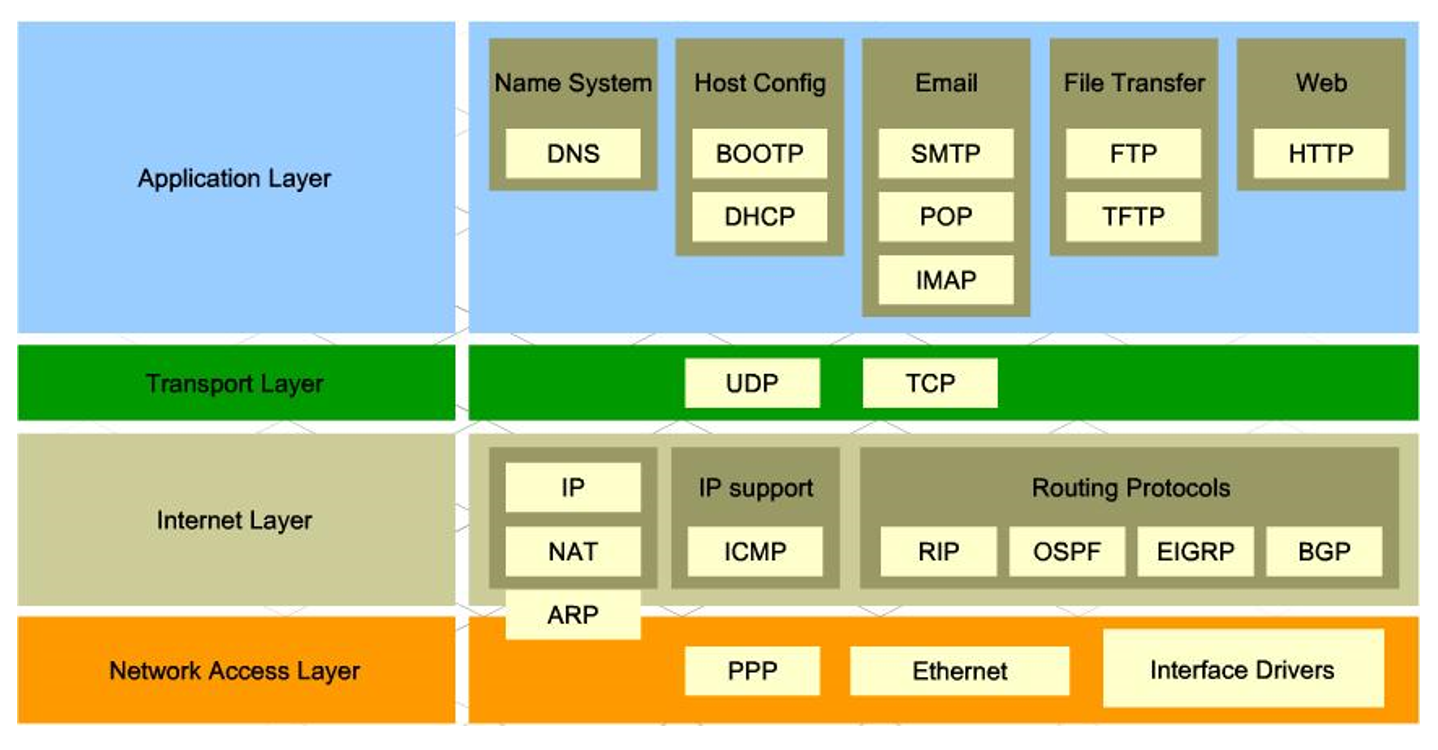 Application Layer
Name System
DNS
Host Config
BOOTP
DHCP
Email
SMTP
POP
IMAP
File Transfer
FTP
TFTP
Web
HTTP
Transport Layer
UDP
TCP
Internet Layer
IP
NAT
ARP
IP support
ICMP
Routing Protocols
RIP
OSPF
EIGRP
BGP
Network Access Layer
PPP
Ethernet
Interface Drivers